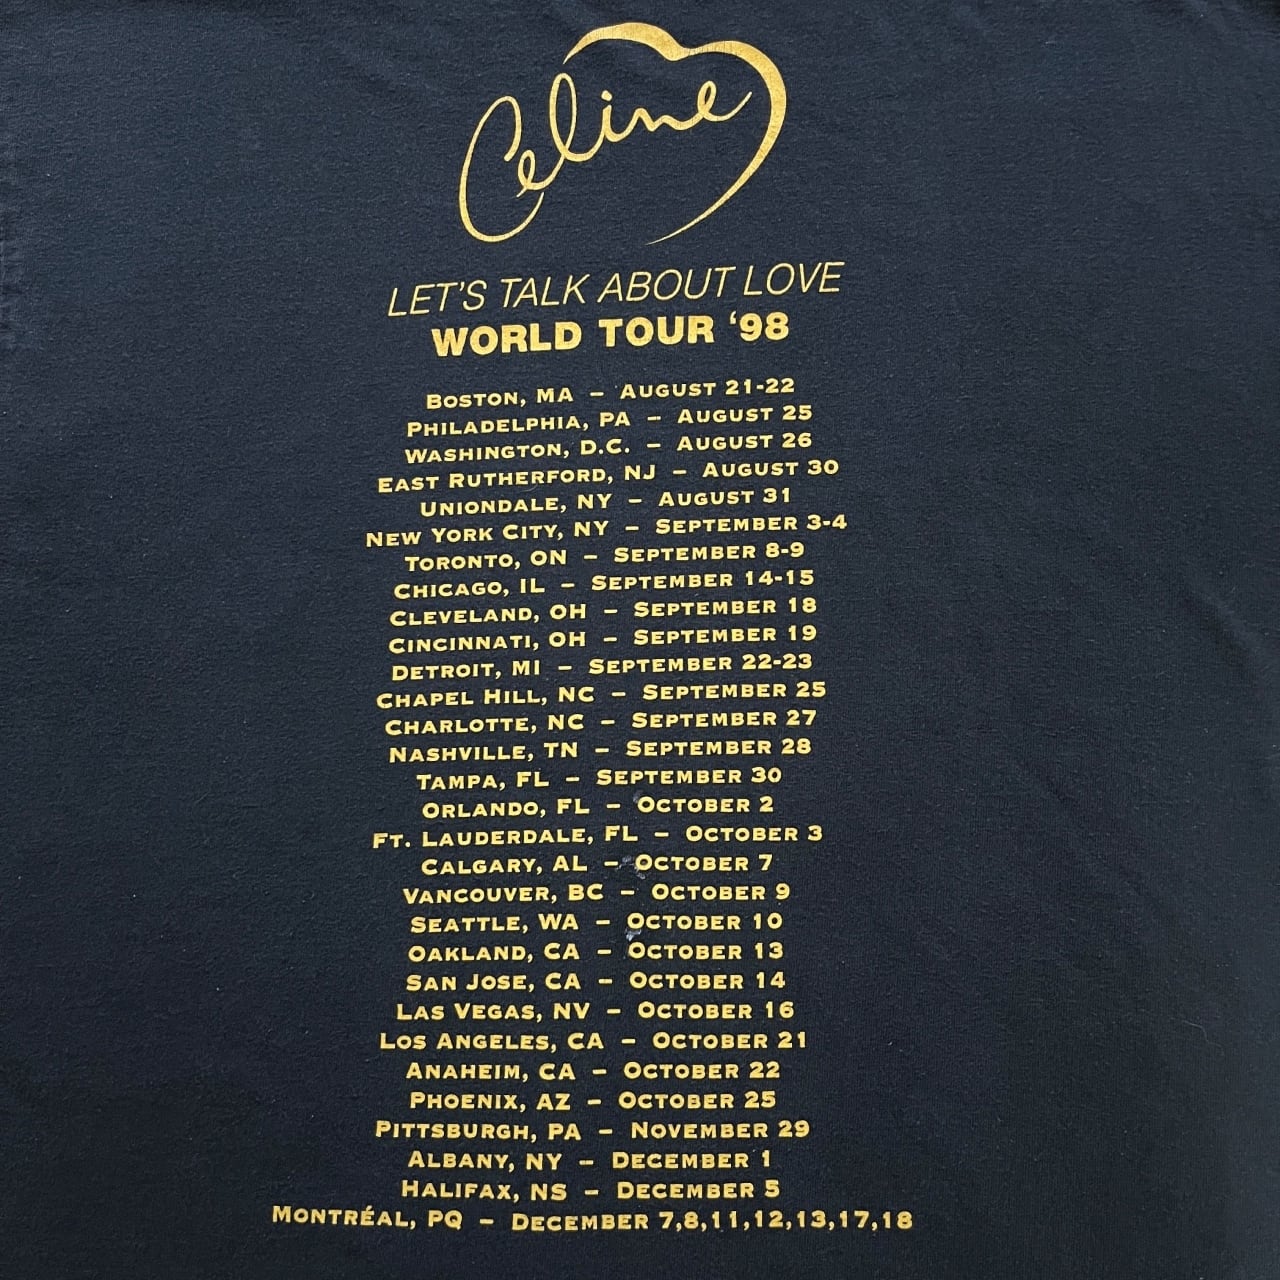 Celine
LET'S TALK ABOUT LOVE
WORLD TOUR '98
BOSTON, MA – AUGUST 21-22
PHILADELPHIA, PA – AUGUST 25
WASHINGTON, D.C. – AUGUST 26
EAST RUTHERFORD, NJ – AUGUST 30
UNIONDALE, NY – AUGUST 31
NEW YORK CITY, NY – SEPTEMBER 3-4
TORONTO, ON – SEPTEMBER 8-9
CHICAGO, IL – SEPTEMBER 14-15
CLEVELAND, OH – SEPTEMBER 18
CINCINNATI, OH – SEPTEMBER 19
DETROIT, MI – SEPTEMBER 22-23
CHAPEL HILL, NC – SEPTEMBER 25
CHARLOTTE, NC – SEPTEMBER 27
NASHVILLE, TN – SEPTEMBER 28
TAMPA, FL – SEPTEMBER 30
ORLANDO, FL – OCTOBER 2
FT. LAUDERDALE, FL – OCTOBER 3
CALGARY, AL – OCTOBER 7
VANCOUVER, BC – OCTOBER 9
SEATTLE, WA – OCTOBER 10
OAKLAND, CA – OCTOBER 13
SAN JOSE, CA – OCTOBER 14
LAS VEGAS, NV – OCTOBER 16
LOS ANGELES, CA – OCTOBER 21
ANAHEIM, CA – OCTOBER 22
PHOENIX, AZ – OCTOBER 25
PITTSBURGH, PA – NOVEMBER 29
ALBANY, NY – DECEMBER 1
HALIFAX, NS – DECEMBER 5
MONTRÉAL, PQ – DECEMBER 7,8,11,12,13,17,18